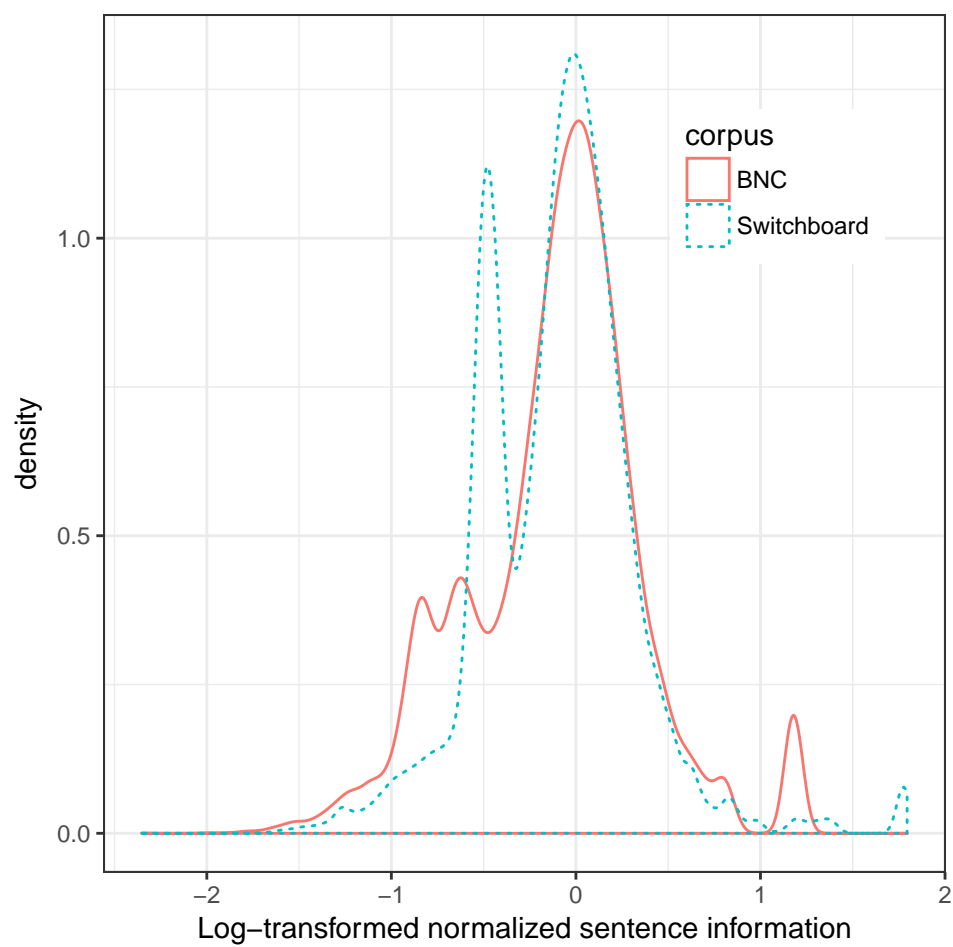 corpus
BNC
Switchboard
1.0
0.5
0.0
density
−2 −1 0 1 2
Log−transformed normalized sentence information